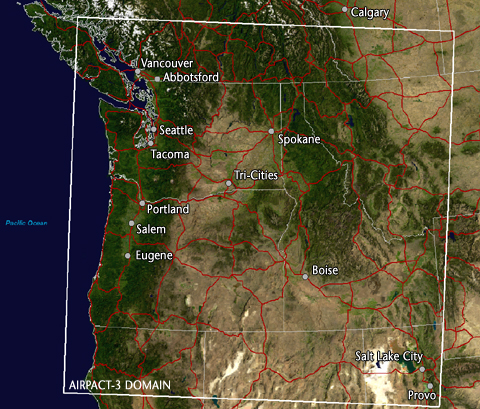 Calgary
Vancouver
Abbotsford
Seattle
Tacoma
Spokane
Tri-Cities
Portland
Salem
Pacific Ocean
Eugene
Boise
Salt Lake City
AIRPACT-3 DOMAIN
Provo